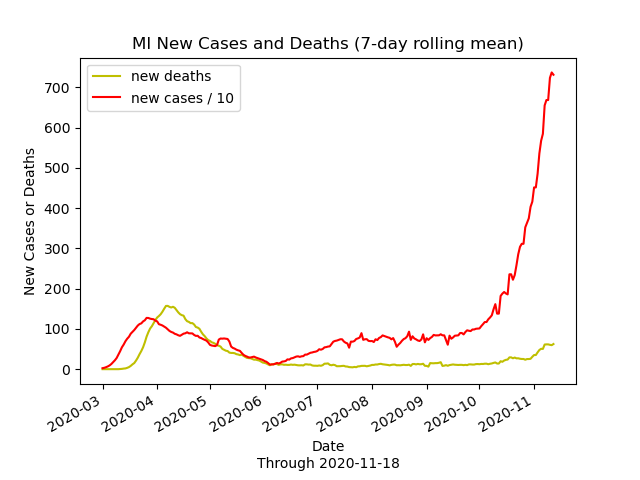 MI New Cases and Deaths (7-day rolling mean)
new deaths
new cases / 10
New Cases or Deaths
700
600
500
400
300
200
100
0
2020-03
2020-04
2020-05
2020-06
2020-07
2020-08
2020-09
2020-10
2020-11
Date
Through 2020-11-18